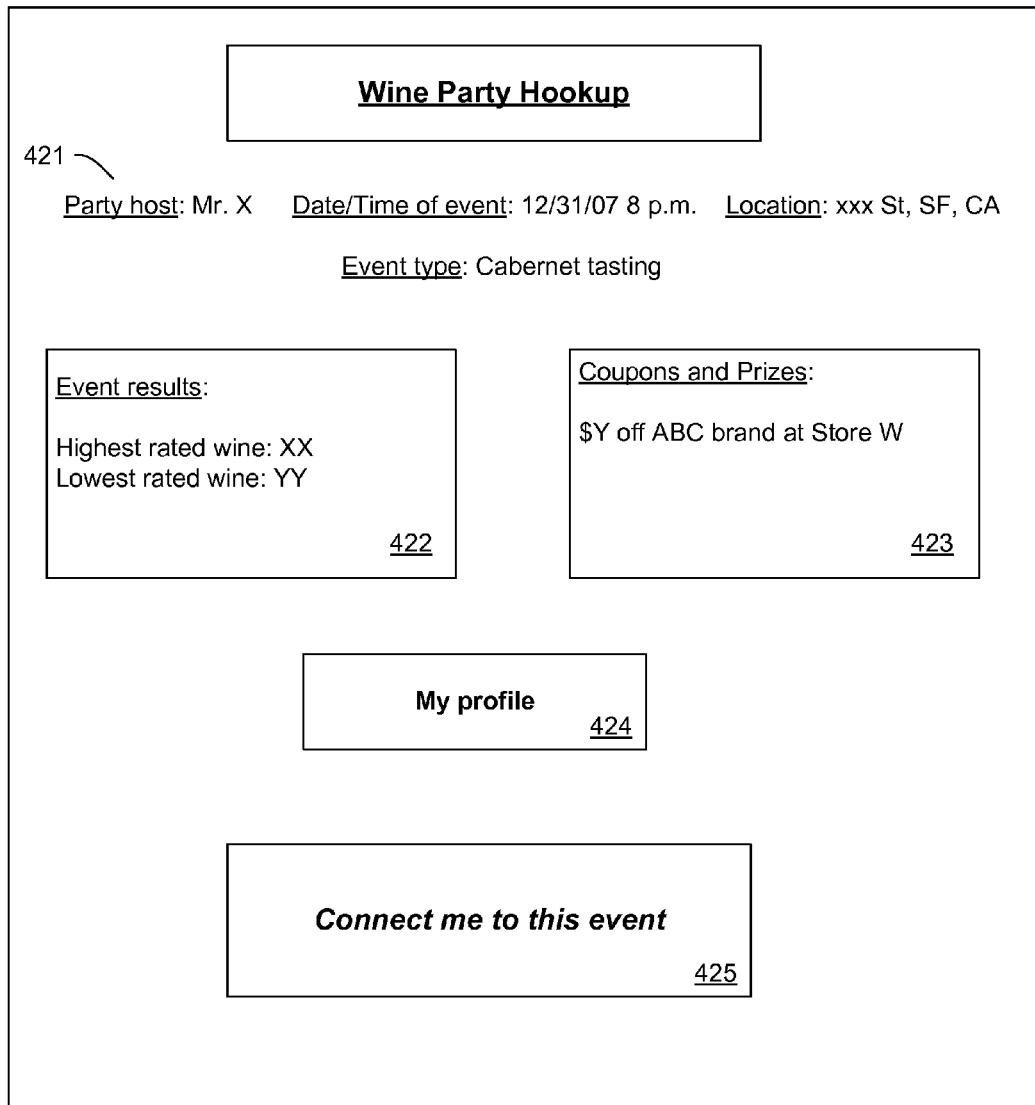 Wine Party Hookup
421
Party host: Mr. X Date/Time of event: 12/31/07 8 p.m. Location: xxx St, SF, CA
Event type: Cabernet tasting
Event results:
Highest rated wine: XX
Lowest rated wine: YY
422
Coupons and Prizes:
$Y off ABC brand at Store W
423
My profile
424
Connect me to this event
425